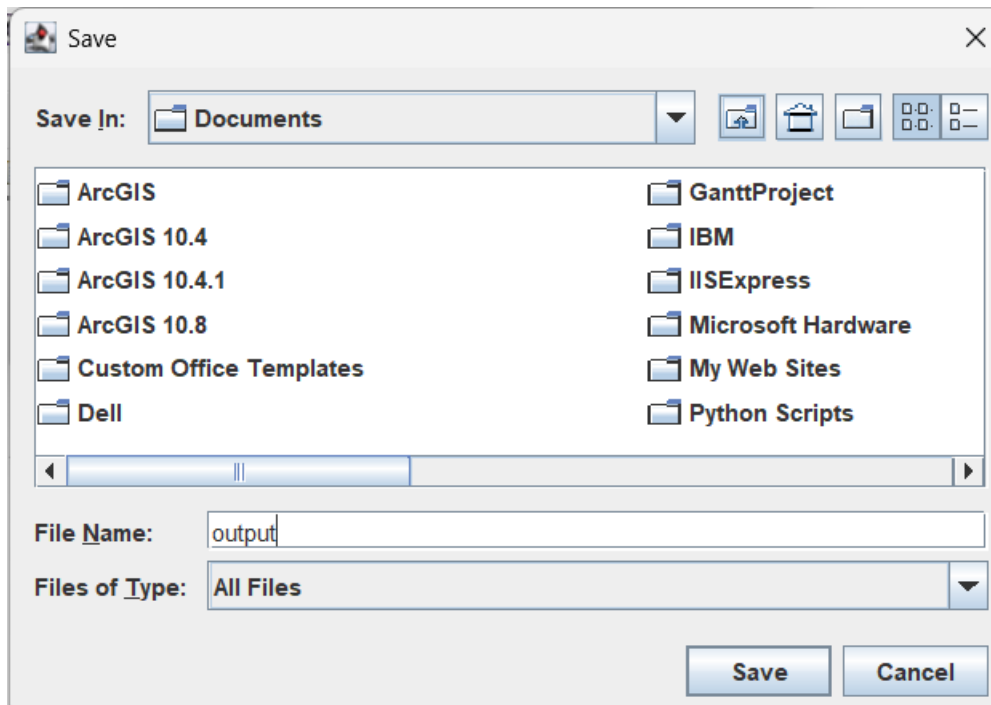 Save
Save In: Documents
ArcGIS
ArcGIS 10.4
ArcGIS 10.4.1
ArcGIS 10.8
Custom Office Templates
Dell
GanttProject
IBM
IISExpress
Microsoft Hardware
My Web Sites
Python Scripts
File Name: output
Files of Type: All Files
Save Cancel